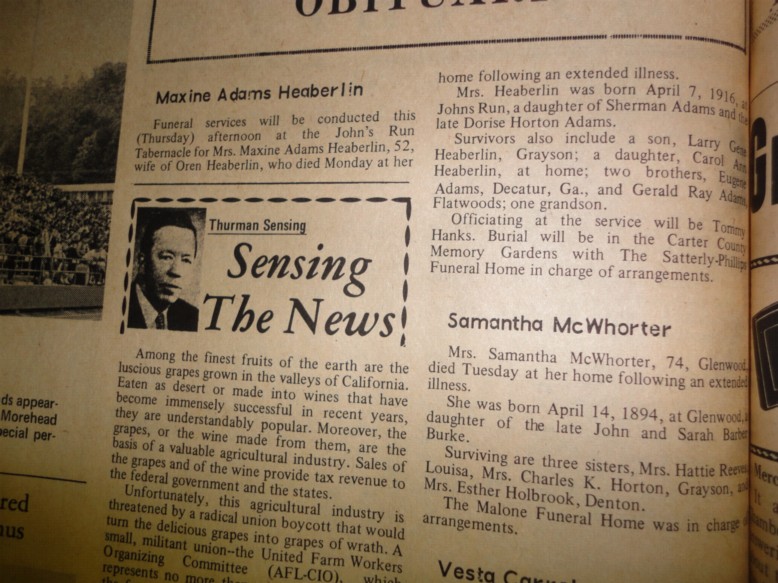 OBITUARI
Maxine Adams Heaberlin
Funeral services will be conducted this
(Thursday) afternoon at the John's Run
Tabernacle for Mrs. Maxine Adams Heaberlin, 52,
wife of Oren Heaberlin, who died Monday at her
home following an extended illness.
Mrs. Heaberlin was born April 7, 1916, at
Johns Run, a daughter of Sherman Adams and the
late Dorise Horton Adams.
Survivors also include a son, Larry Gene
Heaberlin, Grayson; a daughter, Carol Ann
Heaberlin, at home; two brothers, Eugene
Adams, Decatur, Ga., and Gerald Ray Adams,
Flatwoods; one grandson.
Officiating at the service will be Tommy
Hanks. Burial will be in the Carter County
Memory Gardens with The Satterly-Phillips
Funeral Home in charge of arrangements.
Samantha McWhorter
Mrs. Samantha McWhorter, 74, Glenwood,
died Tuesday at her home following an extended
illness.
She was born April 14, 1894, at Glenwood, a
daughter of the late John and Sarah Barber
Burke.
Surviving are three sisters, Mrs. Hattie Reeves,
Louisa, Mrs. Charles K. Horton, Grayson, and
Mrs. Esther Holbrook, Denton.
The Malone Funeral Home was in charge of
arrangements.
Vesta
Thurman Sensing
Sensing
The News
Among the finest fruits of the earth are the
luscious grapes grown in the valleys of California.
Eaten as desert or made into wines that have
become immensely successful in recent years,
they are understandably popular. Moreover, the
grapes, or the wine made from them, are the
basis of a valuable agricultural industry. Sales of
the grapes and of the wine provide tax revenue to
the federal government and the states.
Unfortunately, this agricultural industry is
threatened by a radical union boycott that would
turn the delicious grapes into grapes of wrath. A
small, militant union--the United Farm Workers
Organizing Committee (AFL-CIO), which
represents no more
ds appear-
Morehead
ecial per-
red
nus